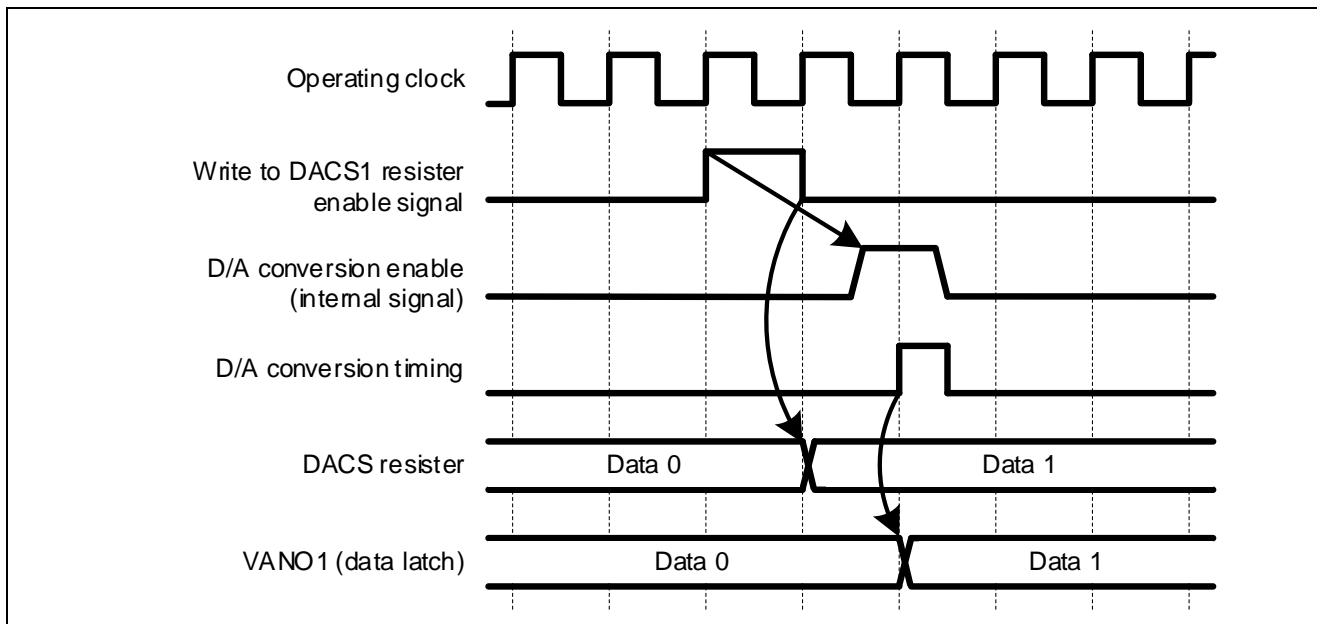 Operating clock
Write to DACS1 resister
enable signal
D/A conversion enable
(internal signal)
D/A conversion timing
DACS resister
Data 0
Data 1
VANO1 (data latch)
Data 0
Data 1